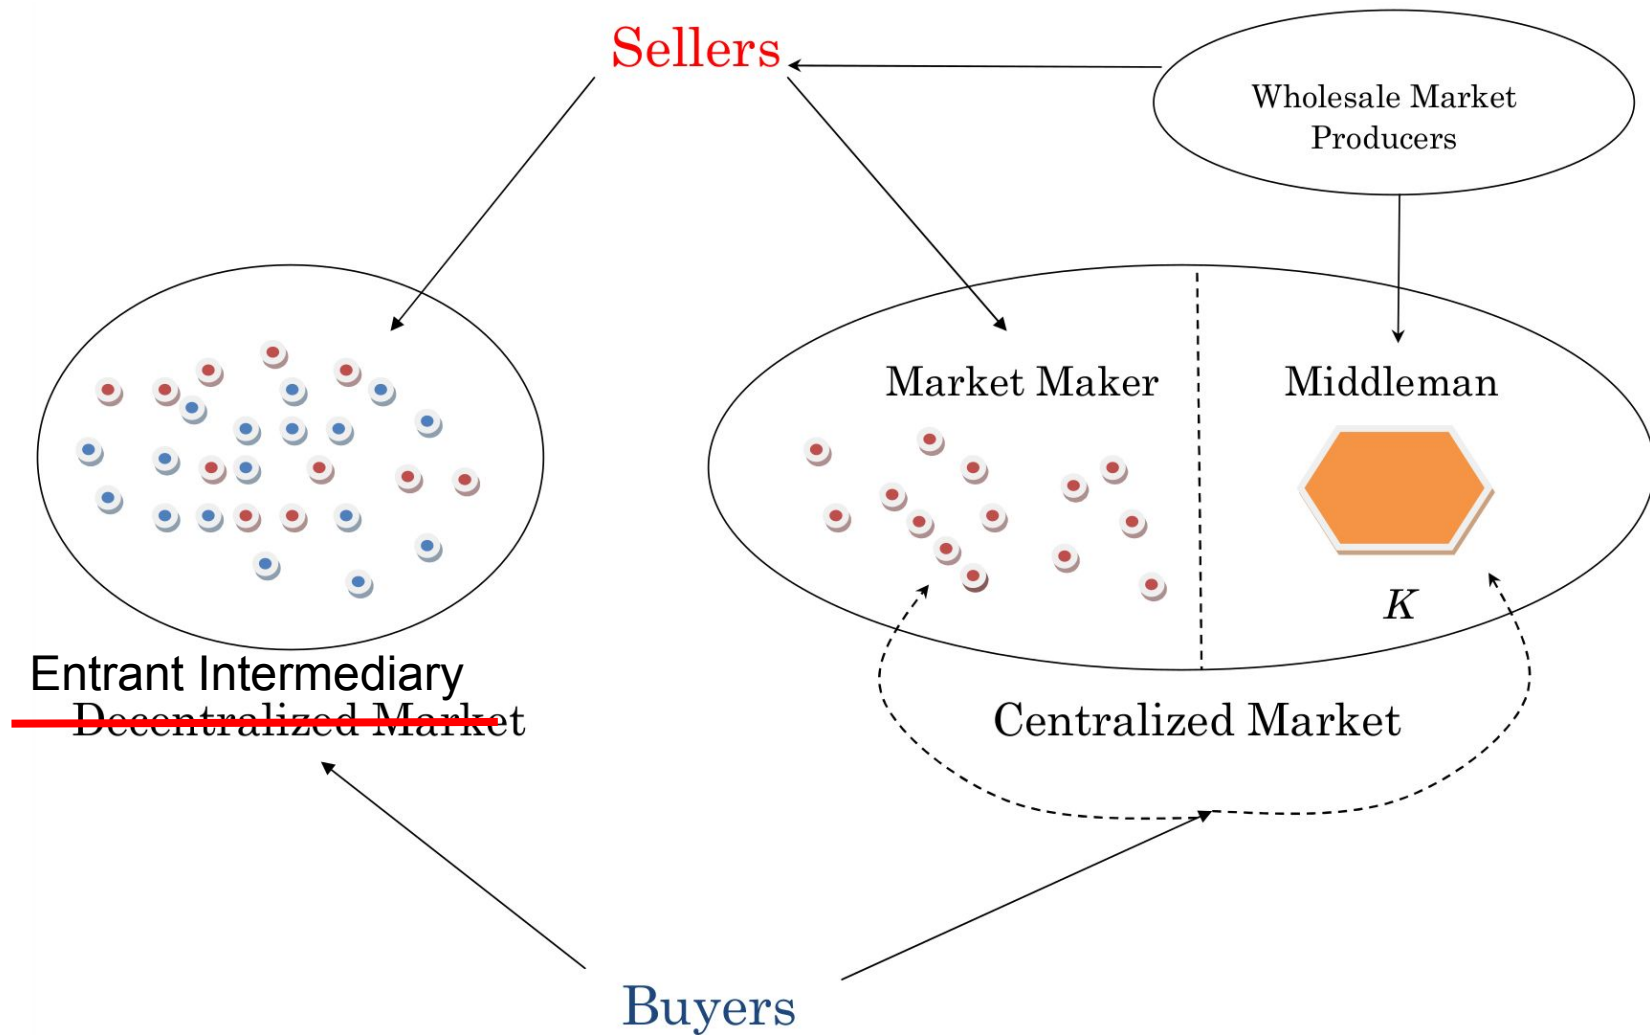 Sellers
Wholesale Market
Producers
Market Maker
Middleman
K
Entrant Intermediary
Decentralized Market
Centralized Market
Buyers